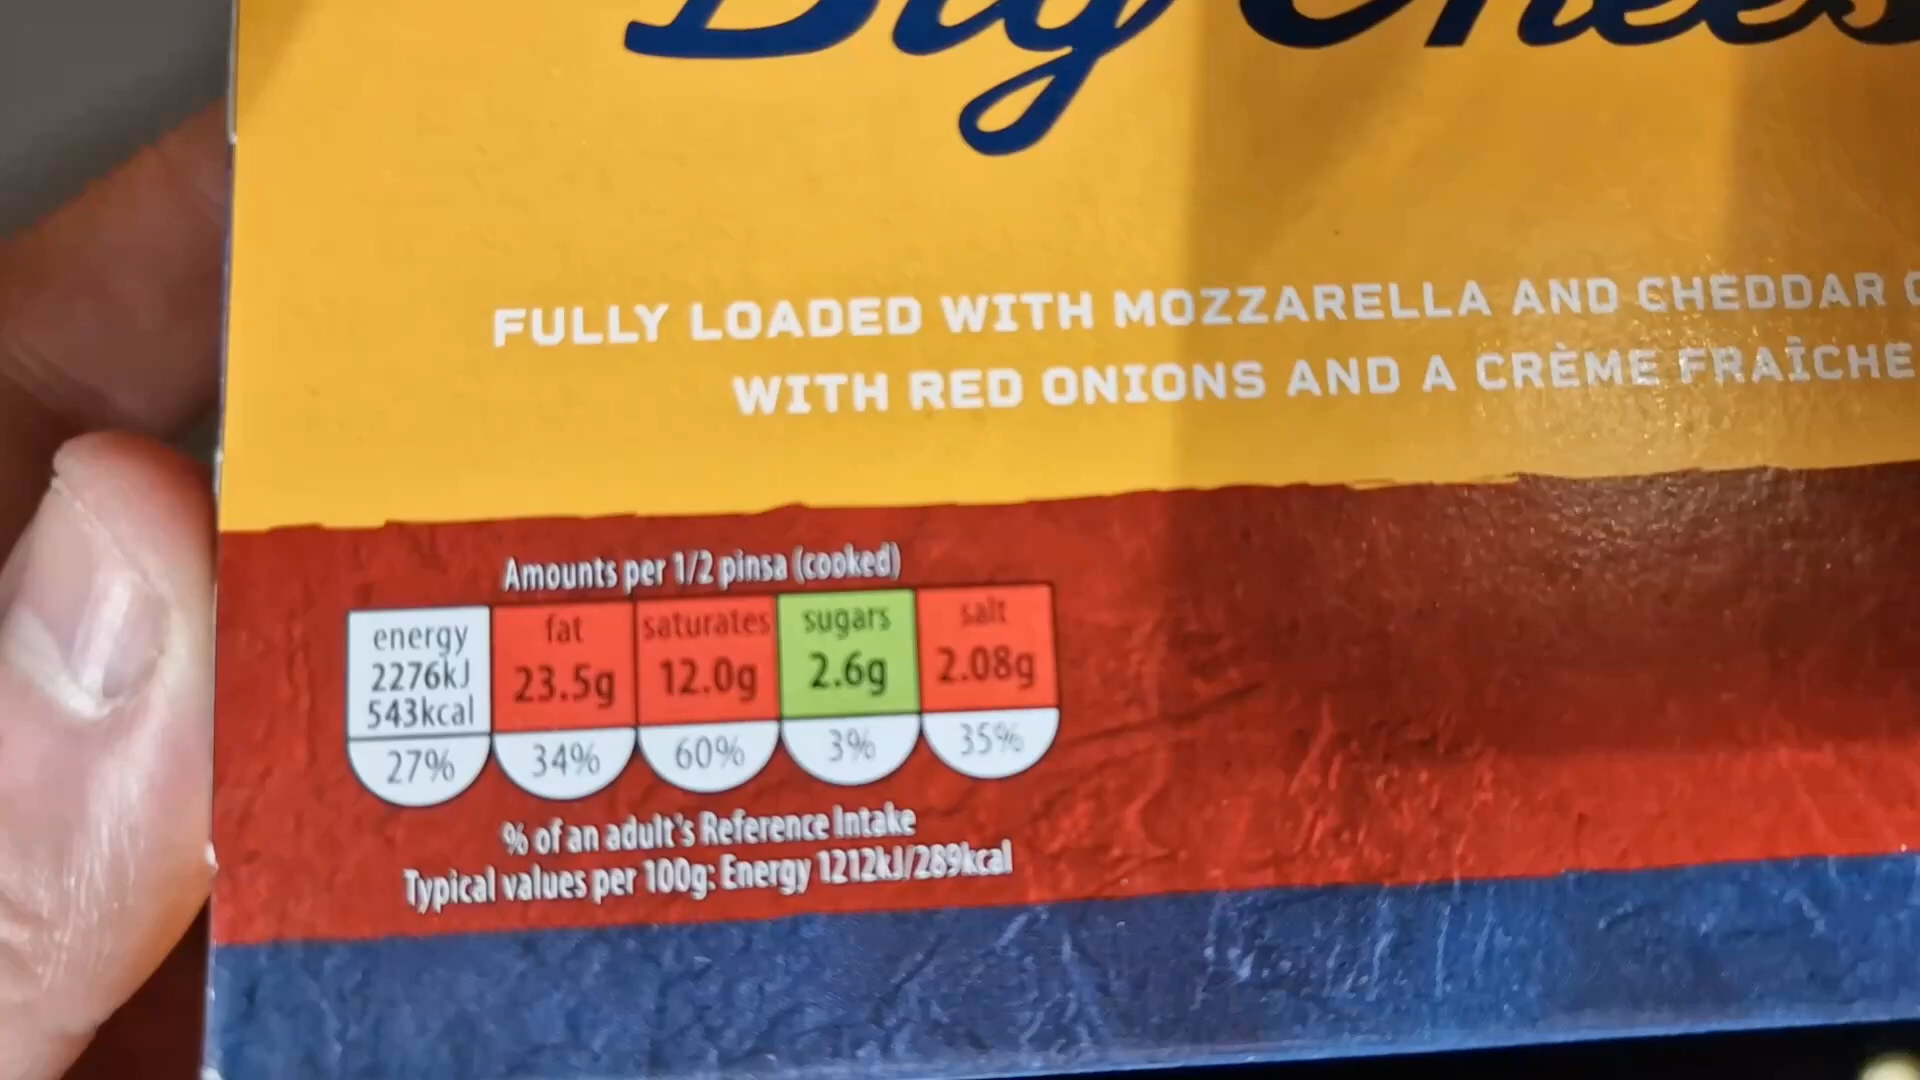 Big Chees
FULLY LOADED WITH MOZZARELLA AND CHEDDAR
WITH RED ONIONS AND A CRÈME FRAÎCHE
Amounts per 1/2 pinsa (cooked)
energy fat saturates sugars salt
2276kJ 23.5g 12.0g 2.6g 2.08g
543kcal
27% 34% 60% 3% 35%
% of an adult's Reference Intake
Typical values per 100g: Energy 1212kJ/289kcal